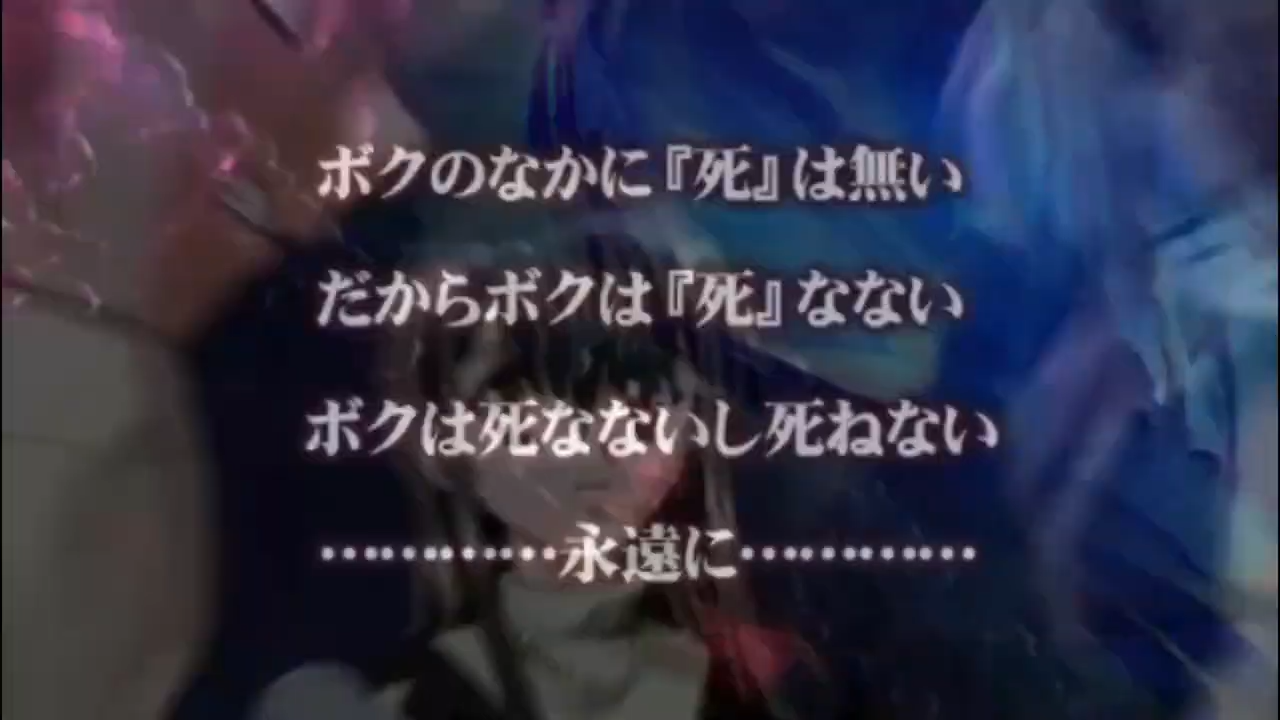 ボクのなかに『死』は無い
だからボクは『死』なない
ボクは死なないし死ねない
…………永遠に…………